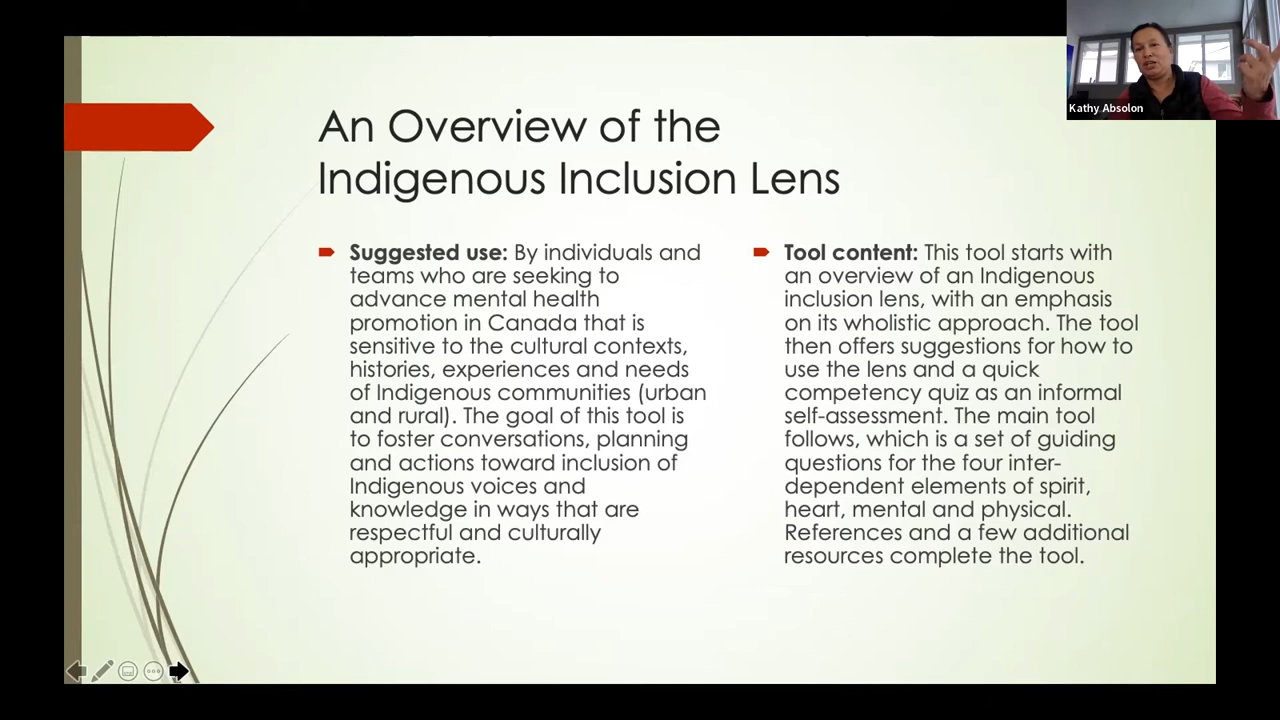 Kathy Absolon
An Overview of the
Indigenous Inclusion Lens
Suggested use: By individuals and
teams who are seeking to
advance mental health
promotion in Canada that is
sensitive to the cultural contexts,
histories, experiences and needs
of Indigenous communities (urban
and rural). The goal of this tool is
to foster conversations, planning
and actions toward inclusion of
Indigenous voices and
knowledge in ways that are
respectful and culturally
appropriate.
Tool content: This tool starts with
an overview of an Indigenous
inclusion lens, with an emphasis
on its wholistic approach. The tool
then offers suggestions for how to
use the lens and a quick
competency quiz as an informal
self-assessment. The main tool
follows, which is a set of guiding
questions for the four inter-
dependent elements of spirit,
heart, mental and physical.
References and a few additional
resources complete the tool.